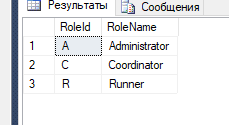 Результаты Сообщения
RoleId RoleName
1 A Administrator
2 C Coordinator
3 R Runner